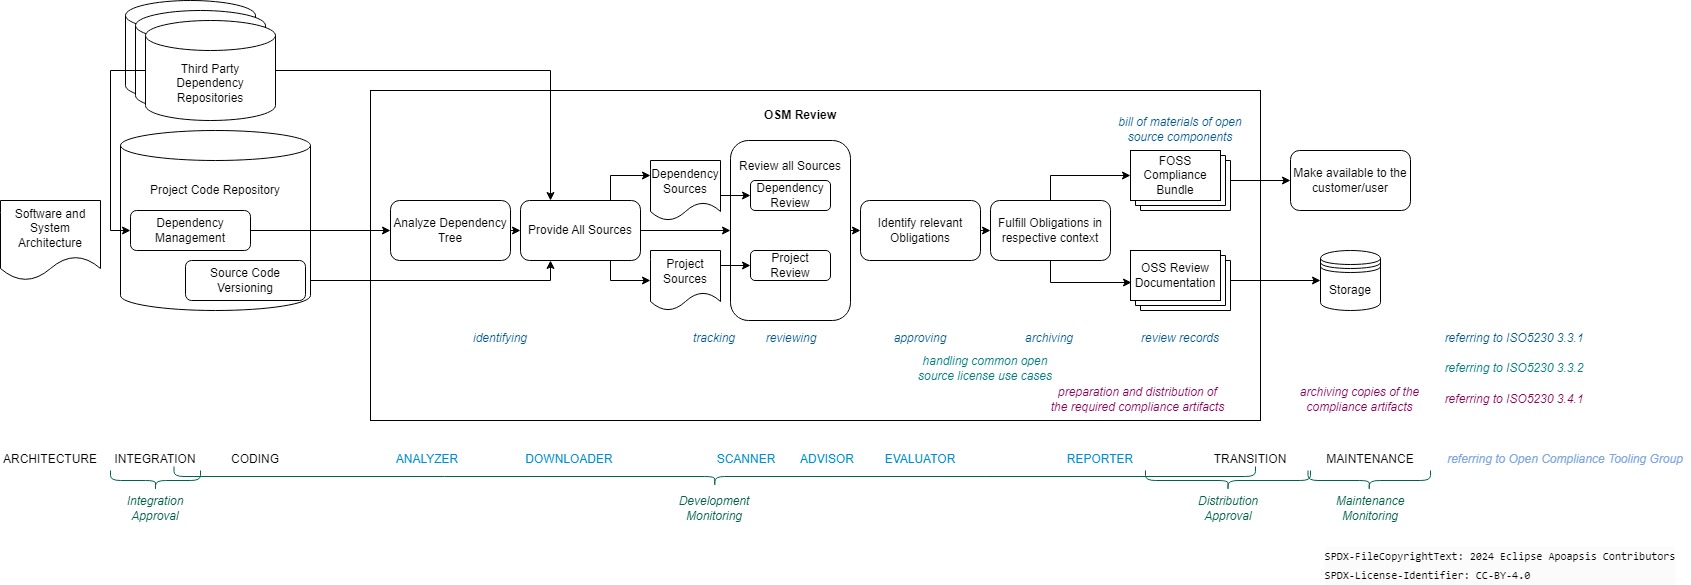 Third Party
Dependency
Repositories
OSM Review
bill of materials of open
source components
Project Code Repository
Software and
System
Architecture
Dependency
Management
Source Code
Versioning
Analyze Dependency
Tree
Provide All Sources
Dependency
Sources
Project
Sources
Review all Sources
Dependency
Review
Project
Review
Identify relevant
Obligations
Fulfill Obligations in
respective context
FOSS
Compliance
Bundle
OSS Review
Documentation
Make available to the
customer/user
Storage
identifying
tracking
reviewing
approving
archiving
review records
referring to ISO5230 3.3.1
handling common open
source license use cases
referring to ISO5230 3.3.2
preparation and distribution of
the required compliance artifacts
archiving copies of the
compliance artifacts
referring to ISO5230 3.4.1
ARCHITECTURE
INTEGRATION
CODING
ANALYZER
DOWNLOADER
SCANNER
ADVISOR
EVALUATOR
REPORTER
TRANSITION
MAINTENANCE
referring to Open Compliance Tooling Group
Integration
Approval
Development
Monitoring
Distribution
Approval
Maintenance
Monitoring
SPDX-FileCopyrightText: 2024 Eclipse Apoapsis Contributors
SPDX-License-Identifier: CC-BY-4.0